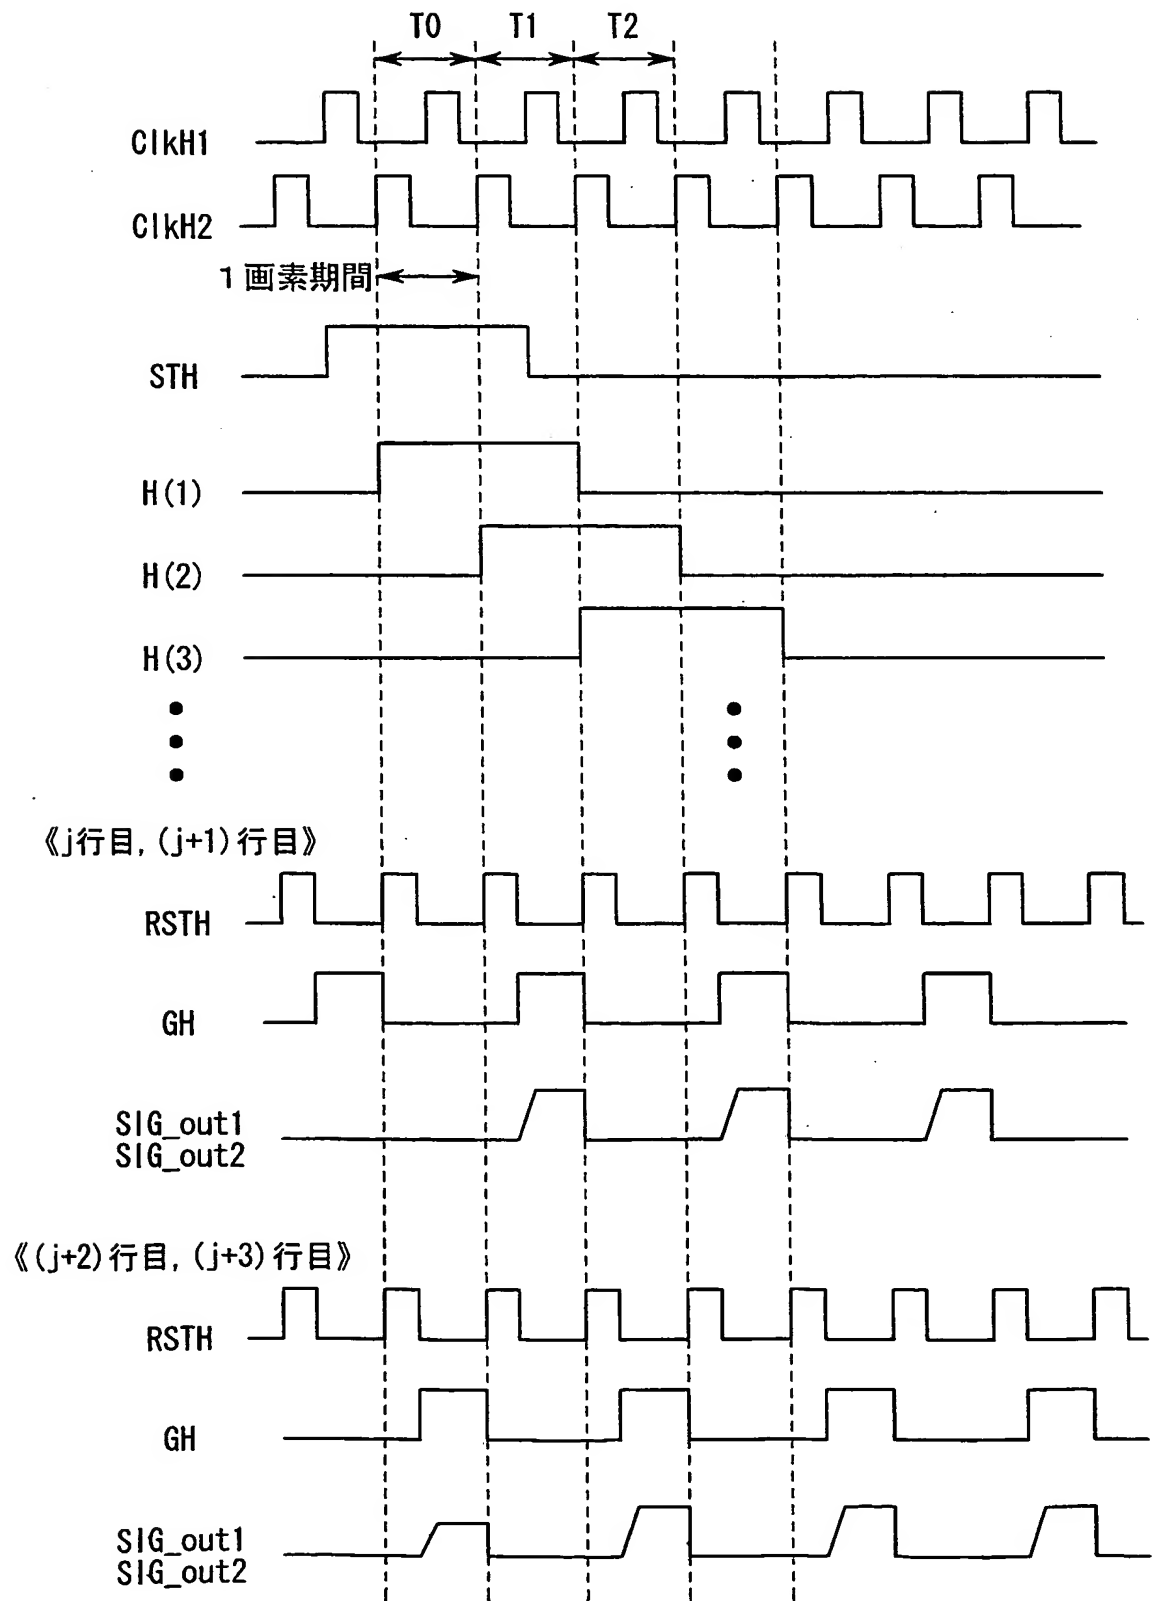 T0 T1 T2
ClkH1
ClkH2
1画素期間
STH
H(1)
H(2)
H(3)
《j行目, (j+1)行目》
RSTH
GH
SIG_out1
SIG_out2
《(j+2)行目, (j+3)行目》
RSTH
GH
SIG_out1
SIG_out2